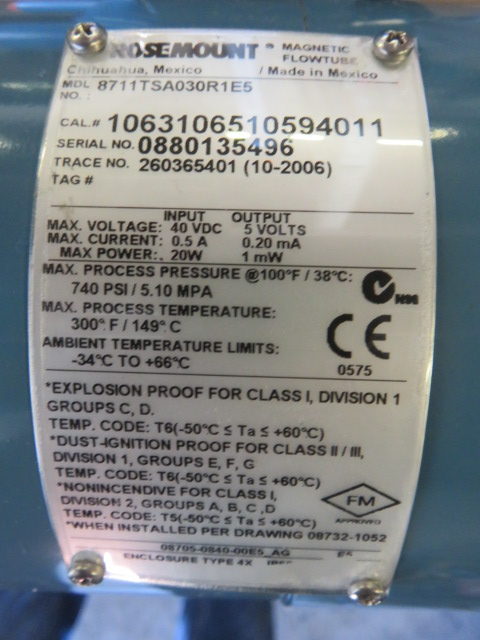 ROSEMOUNT ® MAGNETIC FLOWTUBE
Chihuahua, Mexico / Made in Mexico
MDL NO.: 8711TSA030R1E5
CAL.# 1063106510594011
SERIAL NO. 0880135496
TRACE NO. 260365401 (10-2006)
TAG #
INPUT OUTPUT
MAX. VOLTAGE: 40 VDC 5 VOLTS
MAX. CURRENT: 0.5 A 0.20 mA
MAX POWER:. 20W 1 mW
MAX. PROCESS PRESSURE @100°F / 38°C:
740 PSI / 5.10 MPA
MAX. PROCESS TEMPERATURE:
300°F / 149°C
AMBIENT TEMPERATURE LIMITS:
-34°C TO +66°C
CE
0575
*EXPLOSION PROOF FOR CLASS I, DIVISION 1
GROUPS C, D.
TEMP. CODE: T6(-50°C ≤ Ta ≤ +60°C)
*DUST-IGNITION PROOF FOR CLASS II / III,
DIVISION 1, GROUPS E, F, G
TEMP. CODE: T6(-50°C ≤ Ta ≤ +60°C)
*NONINCENDIVE FOR CLASS I,
DIVISION 2, GROUPS A, B, C, D
TEMP. CODE: T5(-50°C ≤ Ta ≤ +60°C)
*WHEN INSTALLED PER DRAWING 08732-1052
FM
APPROVED
08705-0840-00E5_AG E5
ENCLOSURE TYPE 4X